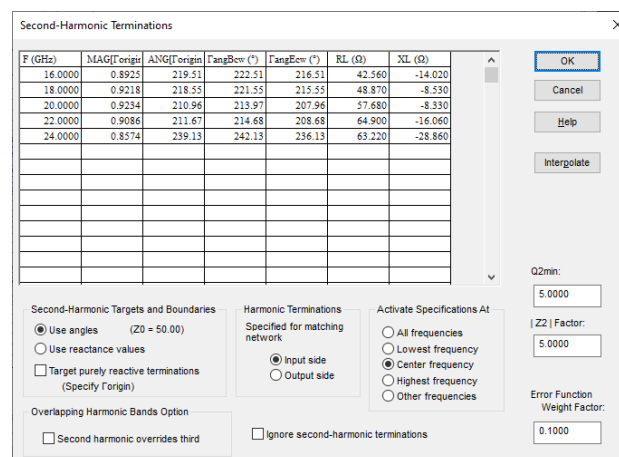 Second-Harmonic Terminations
F (GHz) MAG[Γorigin ANG[Γorigin ΓangBcw (°) ΓangEcw (°) RL (Ω) XL (Ω)
16.0000 0.8925 219.51 222.51 216.51 42.560 -14.020
18.0000 0.9218 218.55 221.55 215.55 48.870 -8.530
20.0000 0.9234 210.96 213.97 207.96 57.680 -8.330
22.0000 0.9086 211.67 214.68 208.68 64.900 -16.060
24.0000 0.8574 239.13 242.13 236.13 63.220 -28.860
OK
Cancel
Help
Interpolate
Q2min:
5.0000
| Z2 | Factor:
5.0000
Error Function
Weight Factor:
0.1000
Second-Harmonic Targets and Boundaries
Use angles (Z0 = 50.00)
Use reactance values
Target purely reactive terminations
(Specify Γorigin)
Harmonic Terminations
Specified for matching
network
Input side
Output side
Activate Specifications At
All frequencies
Lowest frequency
Center frequency
Highest frequency
Other frequencies
Overlapping Harmonic Bands Option
Second harmonic overrides third
Ignore second-harmonic terminations